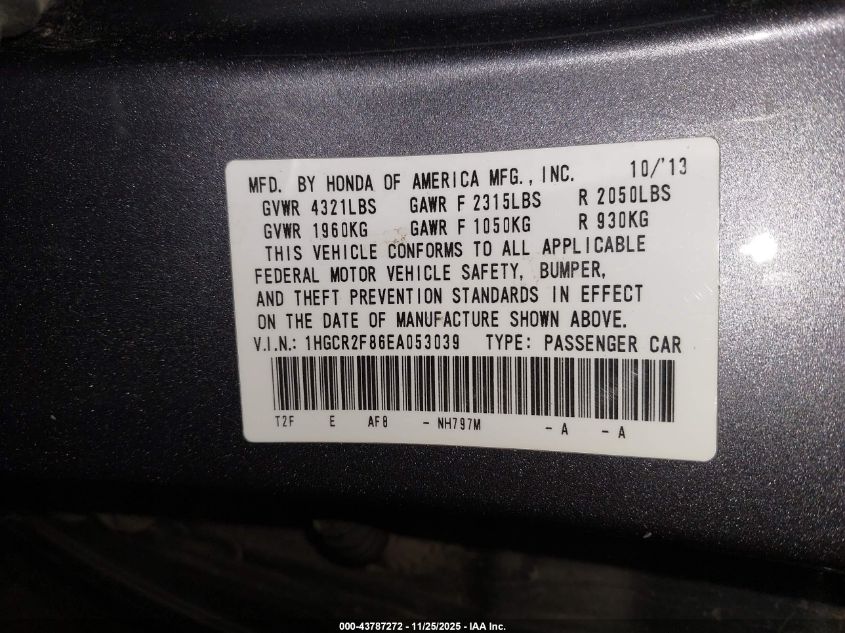 MFD. BY HONDA OF AMERICA MFG., INC. 10/'13
GVWR 4321LBS GAWR F 2315LBS R 2050LBS
GVWR 1960KG GAWR F 1050KG R 930KG
THIS VEHICLE CONFORMS TO ALL APPLICABLE
FEDERAL MOTOR VEHICLE SAFETY, BUMPER,
AND THEFT PREVENTION STANDARDS IN EFFECT
ON THE DATE OF MANUFACTURE SHOWN ABOVE.
V.I.N.: 1HGCR2F86EA053039 TYPE: PASSENGER CAR
T2F E AF8 - NH797M - A - A
000-43787272 — 11/25/2025 — IAA Inc.